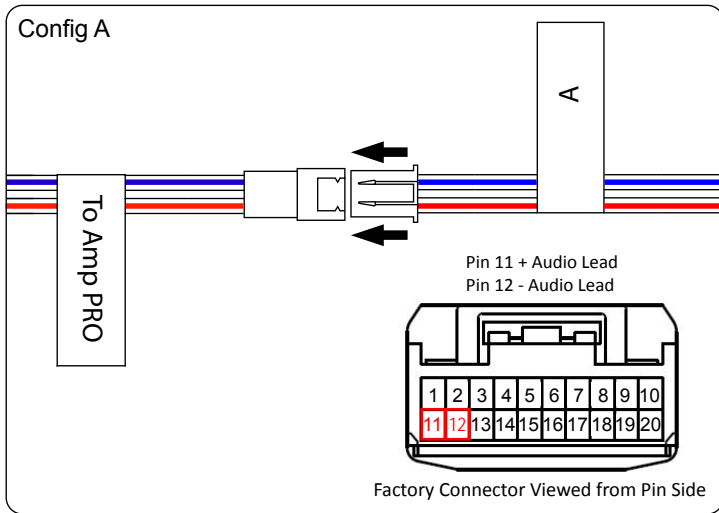 Config A
A
To Amp PRO
Pin 11 + Audio Lead
Pin 12 - Audio Lead
1 2 3 4 5 6 7 8 9 10
11 12 13 14 15 16 17 18 19 20
Factory Connector Viewed from Pin Side